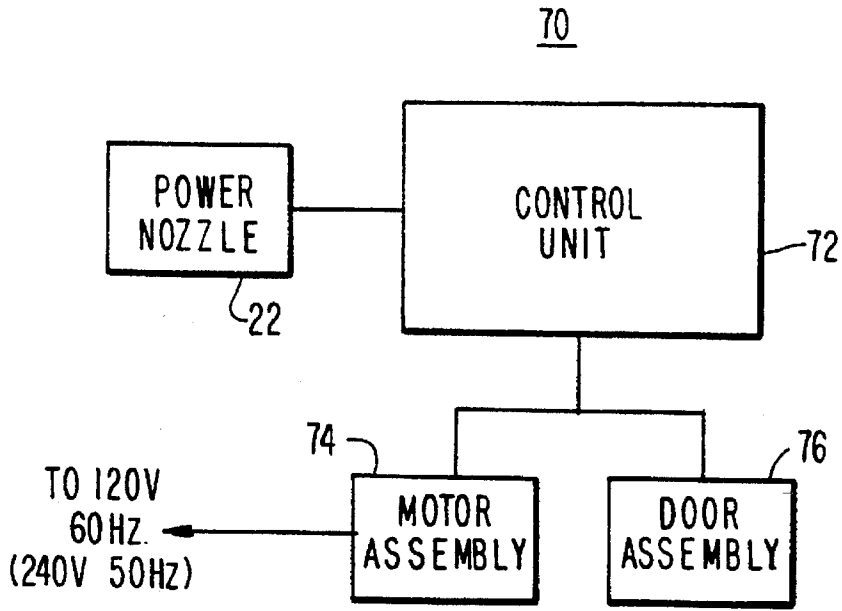 70
POWER
NOZZLE
22
CONTROL
UNIT
72
74
MOTOR
ASSEMBLY
76
DOOR
ASSEMBLY
TO 120V
60HZ.
(240V 50HZ)